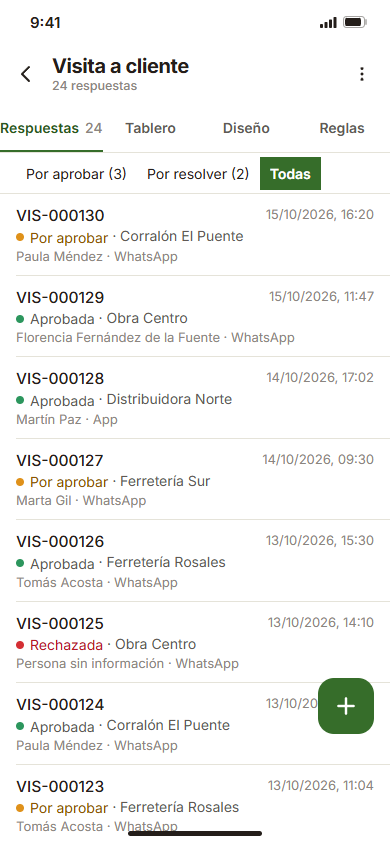 9:41
Visita a cliente
24 respuestas
Respuestas 24 Tablero Diseño Reglas
Por aprobar (3) Por resolver (2) Todas
VIS-000130 15/10/2026, 16:20
Por aprobar · Corralón El Puente
Paula Méndez · WhatsApp
VIS-000129 15/10/2026, 11:47
Aprobada · Obra Centro
Florencia Fernández de la Fuente · WhatsApp
VIS-000128 14/10/2026, 17:02
Aprobada · Distribuidora Norte
Martín Paz · App
VIS-000127 14/10/2026, 09:30
Por aprobar · Ferretería Sur
Marta Gil · WhatsApp
VIS-000126 13/10/2026, 15:30
Aprobada · Ferretería Rosales
Tomás Acosta · WhatsApp
VIS-000125 13/10/2026, 14:10
Rechazada · Obra Centro
Persona sin información · WhatsApp
VIS-000124 13/10/20
Aprobada · Corralón El Puente
Paula Méndez · WhatsApp
VIS-000123 13/10/2026, 11:04
Por aprobar · Ferretería Rosales
Tomás Acosta · WhatsApp